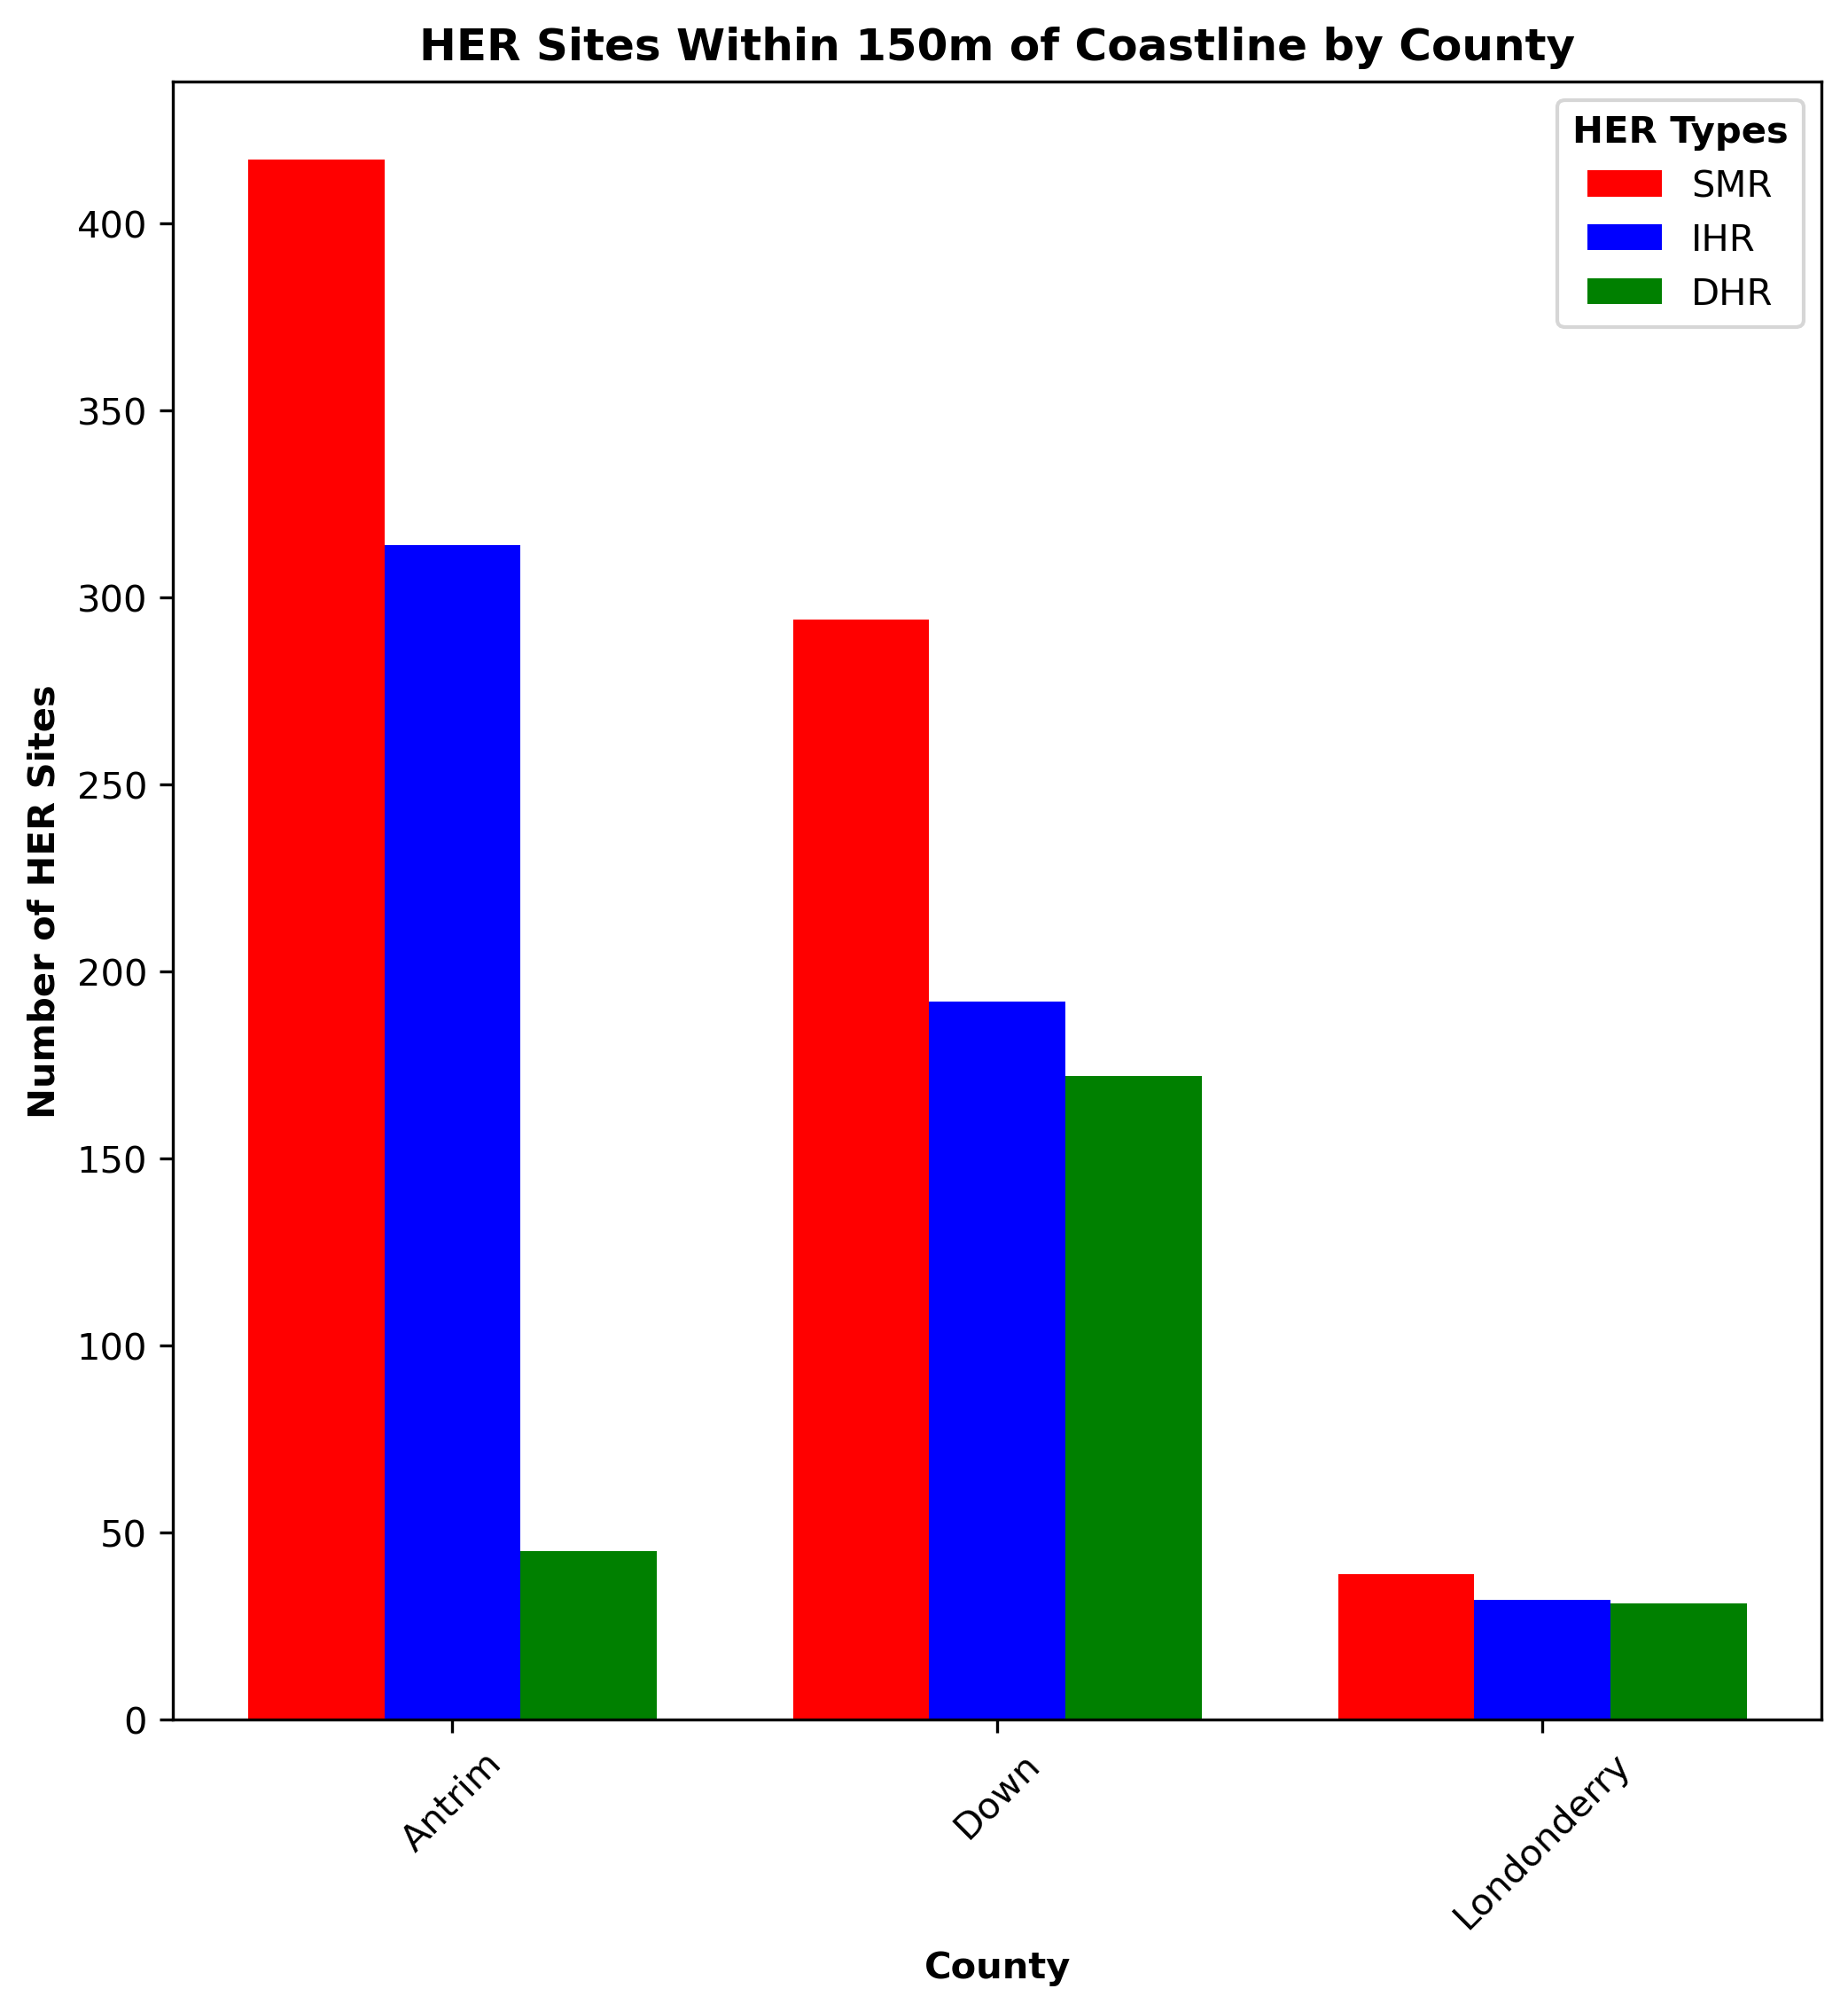 HER Sites Within 150m of Coastline by County
HER Types
SMR
IHR
DHR
Number of HER Sites
400
350
300
250
200
150
100
50
0
Antrim
Down
Londonderry
County